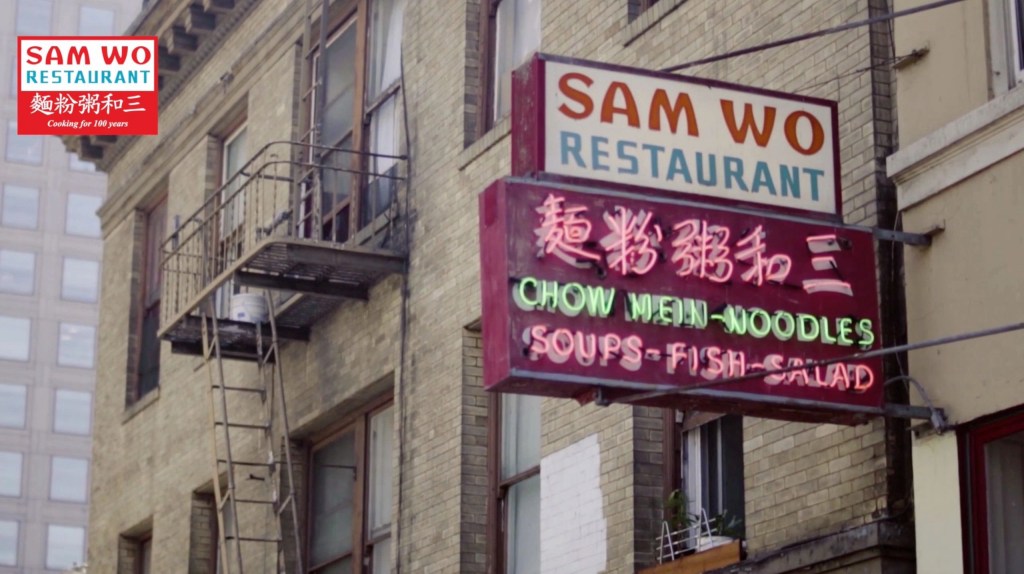 SAM WO
RESTAURANT
麵粉粥和三
Cooking for 100 years
SAM WO
RESTAURANT
麵粉粥和三
CHOW MEIN-NOODLES
SOUPS-FISH-SALAD